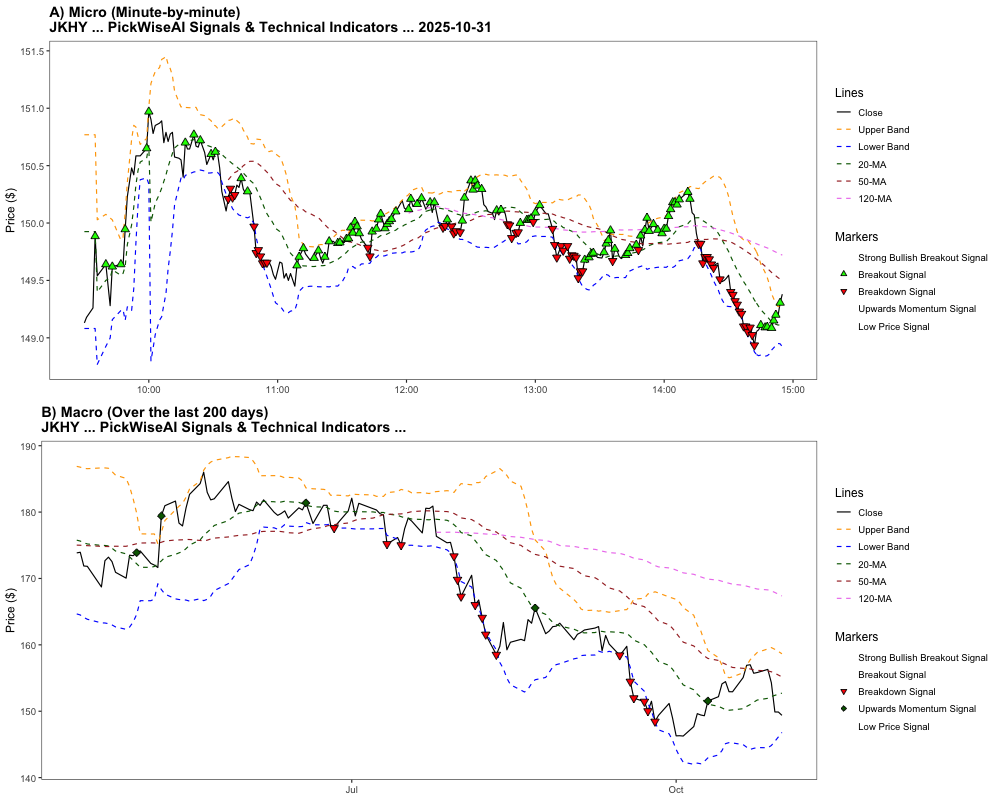 A) Micro (Minute-by-minute)
JKHY ... PickWiseAI Signals & Technical Indicators ... 2025-10-31
151.5
151.0
150.5
150.0
149.5
149.0
Price ($)
10:00
11:00
12:00
13:00
14:00
15:00
Lines
Close
Upper Band
Lower Band
20-MA
50-MA
120-MA
Markers
Strong Bullish Breakout Signal
Breakout Signal
Breakdown Signal
Upwards Momentum Signal
Low Price Signal
B) Macro (Over the last 200 days)
JKHY ... PickWiseAI Signals & Technical Indicators ...
190
180
170
160
150
140
Price ($)
Jul
Oct
Lines
Close
Upper Band
Lower Band
20-MA
50-MA
120-MA
Markers
Strong Bullish Breakout Signal
Breakout Signal
Breakdown Signal
Upwards Momentum Signal
Low Price Signal